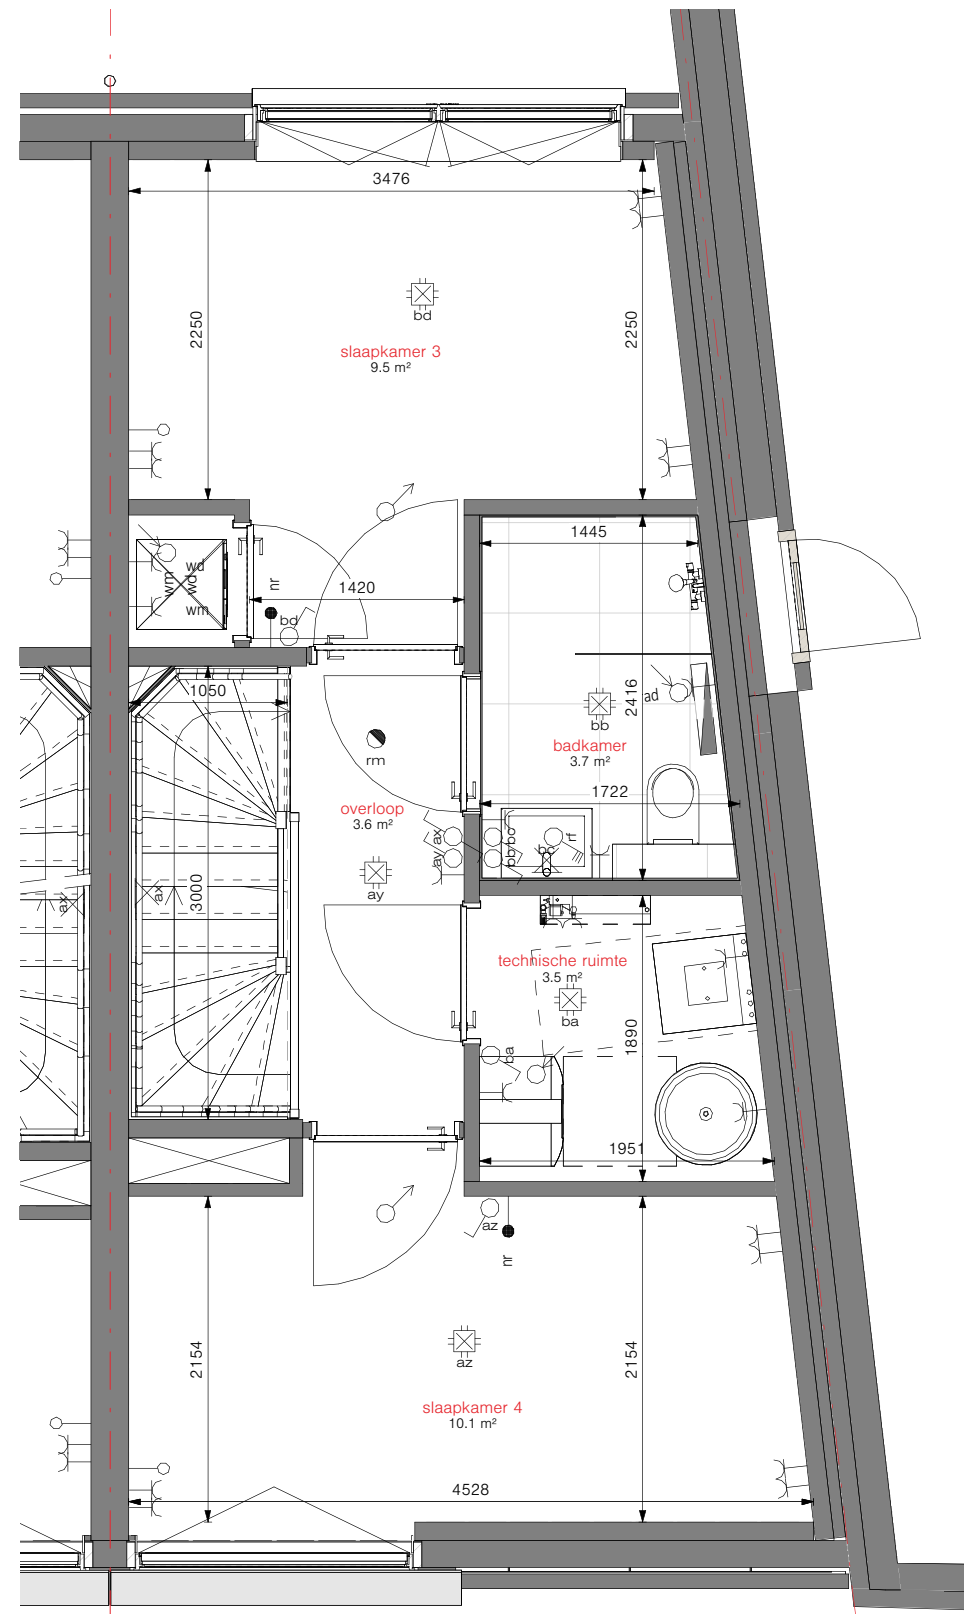 3476
2250
2250
bd
slaapkamer 3
9.5 m²
1445
1420
wm
wd
wd
wm
nr
bd
1050
3000
ax
ax
rm
overloop
3.6 m²
ay
ax
ay
bb
bc
bc
rf
2416
ad
bb
badkamer
3.7 m²
1722
technische ruimte
3.5 m²
ba
ba
1890
1951
az
nr
2154
2154
az
slaapkamer 4
10.1 m²
4528